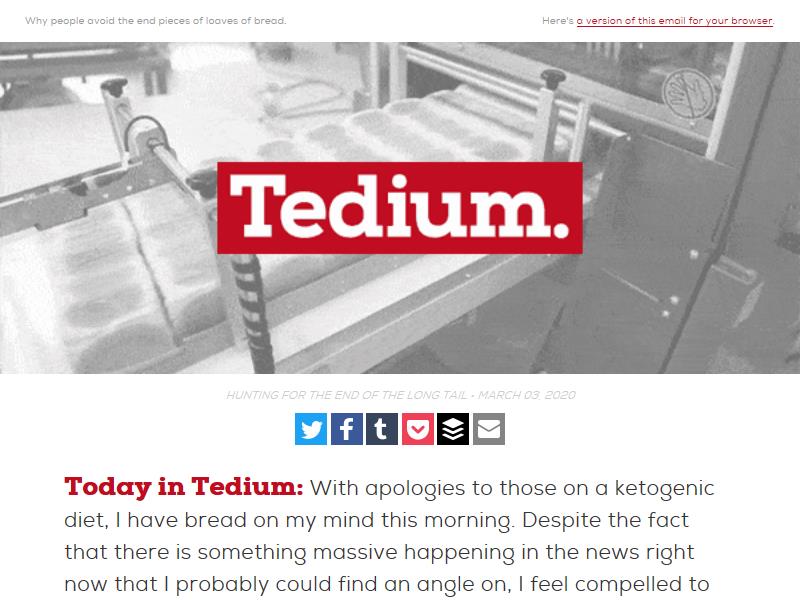 Why people avoid the end pieces of loaves of bread.
Here's a version of this email for your browser.
Tedium.
HUNTING FOR THE END OF THE LONG TAIL • MARCH 03, 2020
Today in Tedium: With apologies to those on a ketogenic
diet, I have bread on my mind this morning. Despite the fact
that there is something massive happening in the news right
now that I probably could find an angle on, I feel compelled to